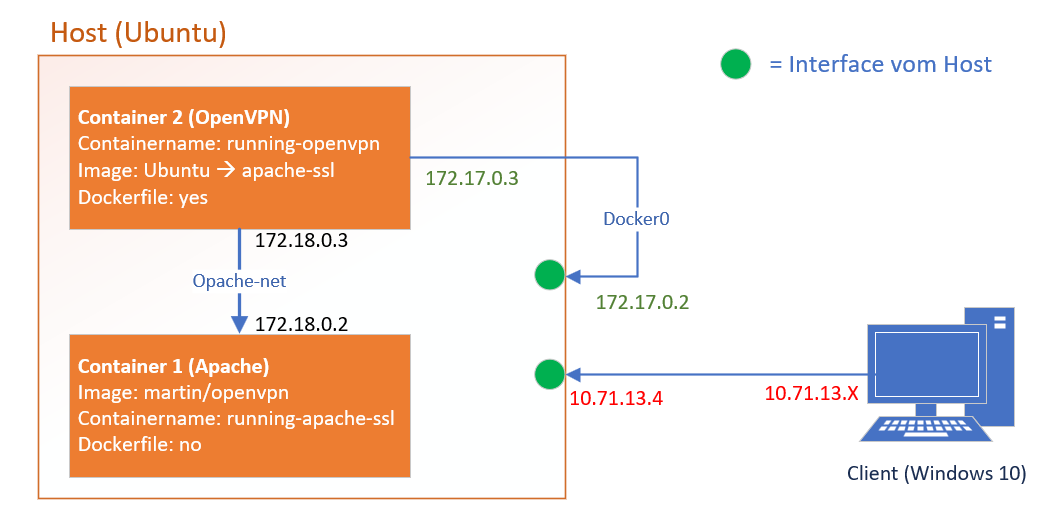 Host (Ubuntu)
= Interface vom Host
Container 2 (OpenVPN)
Containername: running-openvpn
Image: Ubuntu → apache-ssl
Dockerfile: yes
172.17.0.3
Docker0
172.18.0.3
Opache-net
172.17.0.2
172.18.0.2
Container 1 (Apache)
Image: martin/openvpn
Containername: running-apache-ssl
Dockerfile: no
10.71.13.4
10.71.13.X
Client (Windows 10)